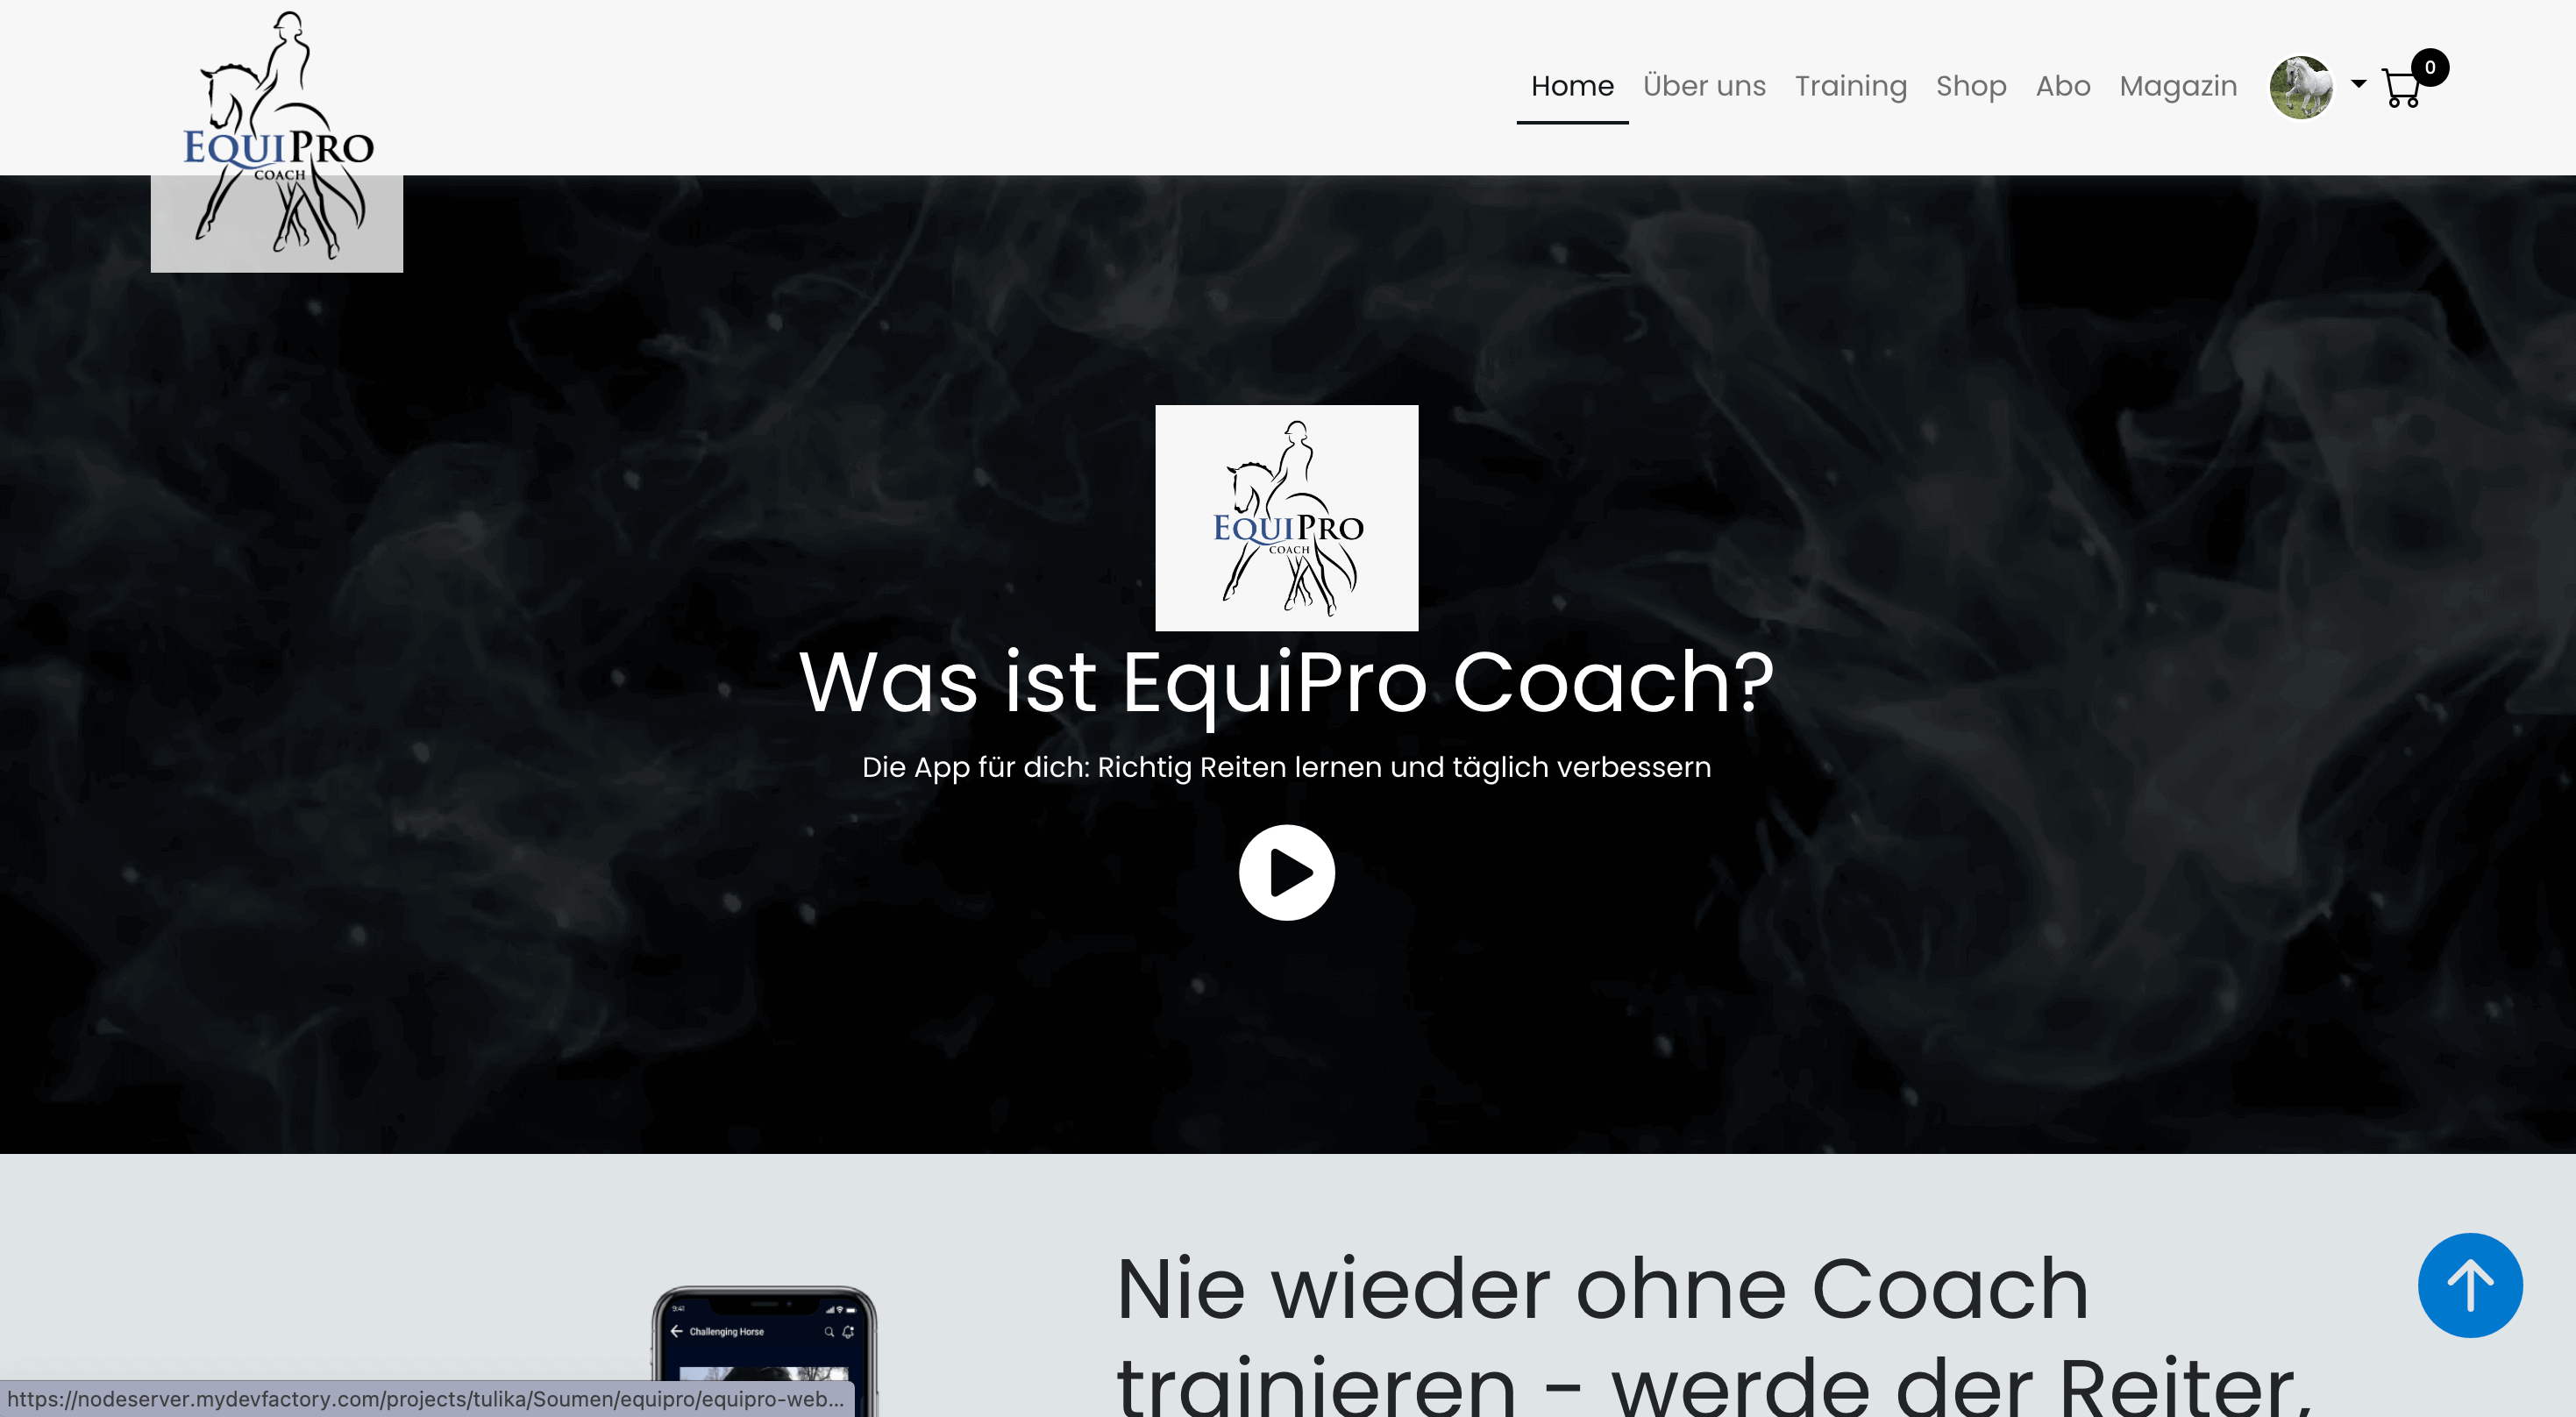 EQUIPRO
COACH
Home Über uns Training Shop Abo Magazin 0
EQUIPRO
COACH
Was ist EquiPro Coach?
Die App für dich: Richtig Reiten lernen und täglich verbessern
Nie wieder ohne Coach
trainieren - werde der Reiter,
9:41
Challenging Horse
https://nodeserver.mydevfactory.com/projects/tulika/Soumen/equipro/equipro-web...